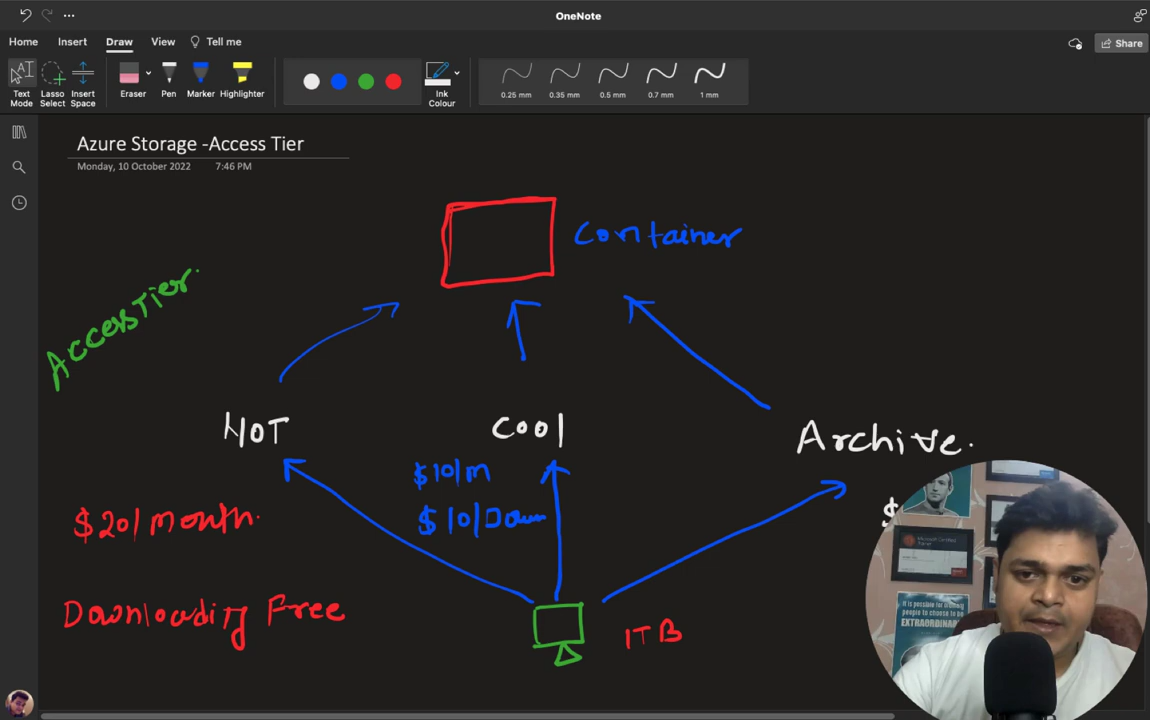 OneNote
Home Insert Draw View Tell me
Share
Text Mode
Lasso Select
Insert Space
Eraser
Pen
Marker
Highlighter
Ink Colour
0.25 mm
0.35 mm
0.5 mm
0.7 mm
1 mm
Azure Storage -Access Tier
Monday, 10 October 2022 7:46 PM
Container
AccessTier.
HOT
Cool
Archive.
$10/m
$10/Down
$20/month.
$
Downloading Free
1TB
EXTRAORDINAR